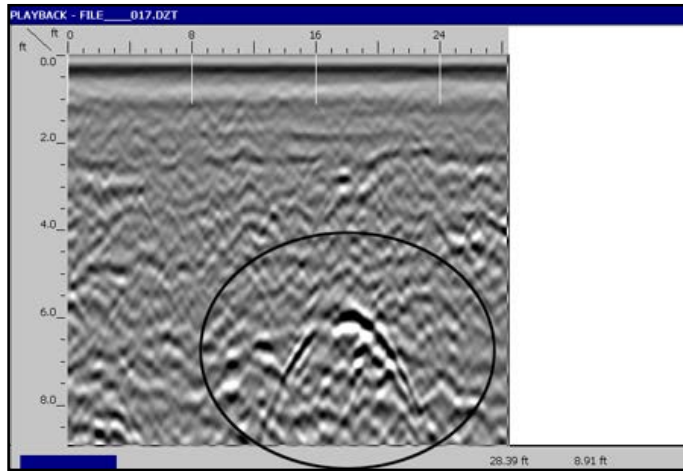 PLAYBACK - FILE____017.DZT
ft 0 8 16 24
ft
0.0
2.0
4.0
6.0
8.0
28.39 ft 8.91 ft